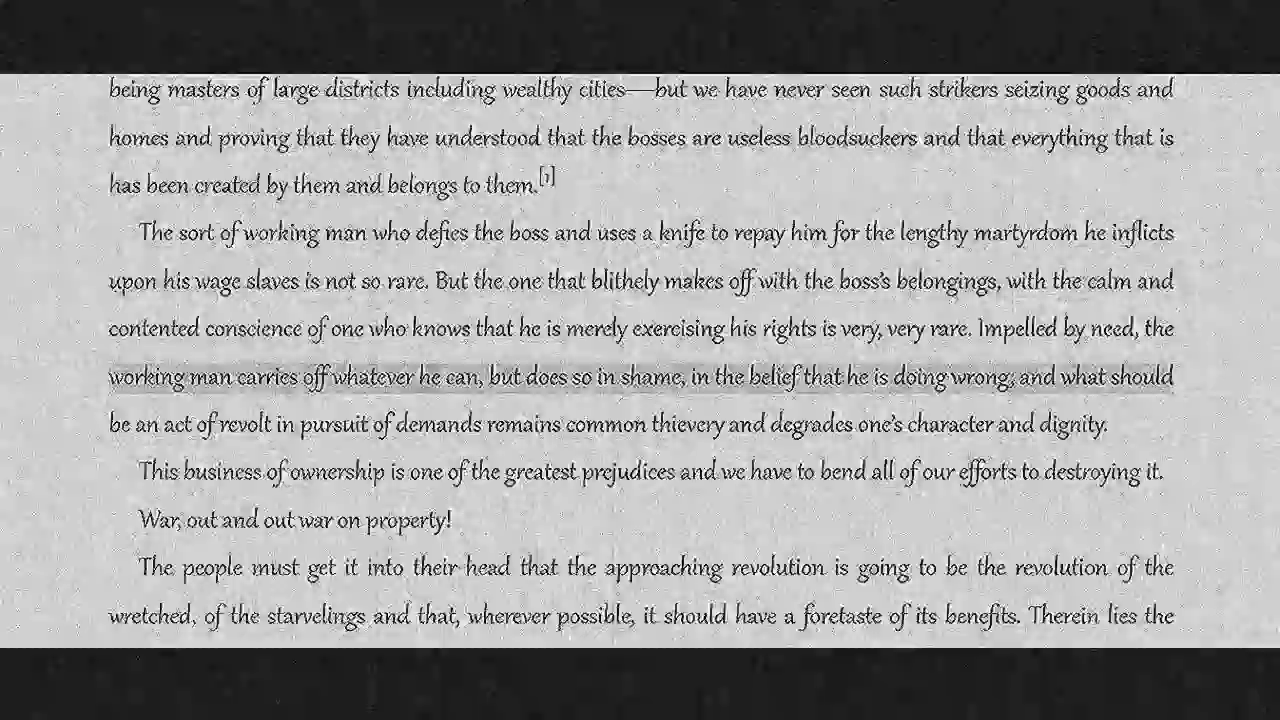 being masters of large districts including wealthy cities—but we have never seen such strikers seizing goods and
homes and proving that they have understood that the bosses are useless bloodsuckers and that everything that is
has been created by them and belongs to them.[1]
The sort of working man who defies the boss and uses a knife to repay him for the lengthy martyrdom he inflicts
upon his wage slaves is not so rare. But the one that blithely makes off with the boss's belongings, with the calm and
contented conscience of one who knows that he is merely exercising his rights is very, very rare. Impelled by need, the
working man carries off whatever he can, but does so in shame, in the belief that he is doing wrong; and what should
be an act of revolt in pursuit of demands remains common thievery and degrades one's character and dignity.
This business of ownership is one of the greatest prejudices and we have to bend all of our efforts to destroying it.
War, out and out war on property!
The people must get it into their head that the approaching revolution is going to be the revolution of the
wretched, of the starvelings and that, wherever possible, it should have a foretaste of its benefits. Therein lies the